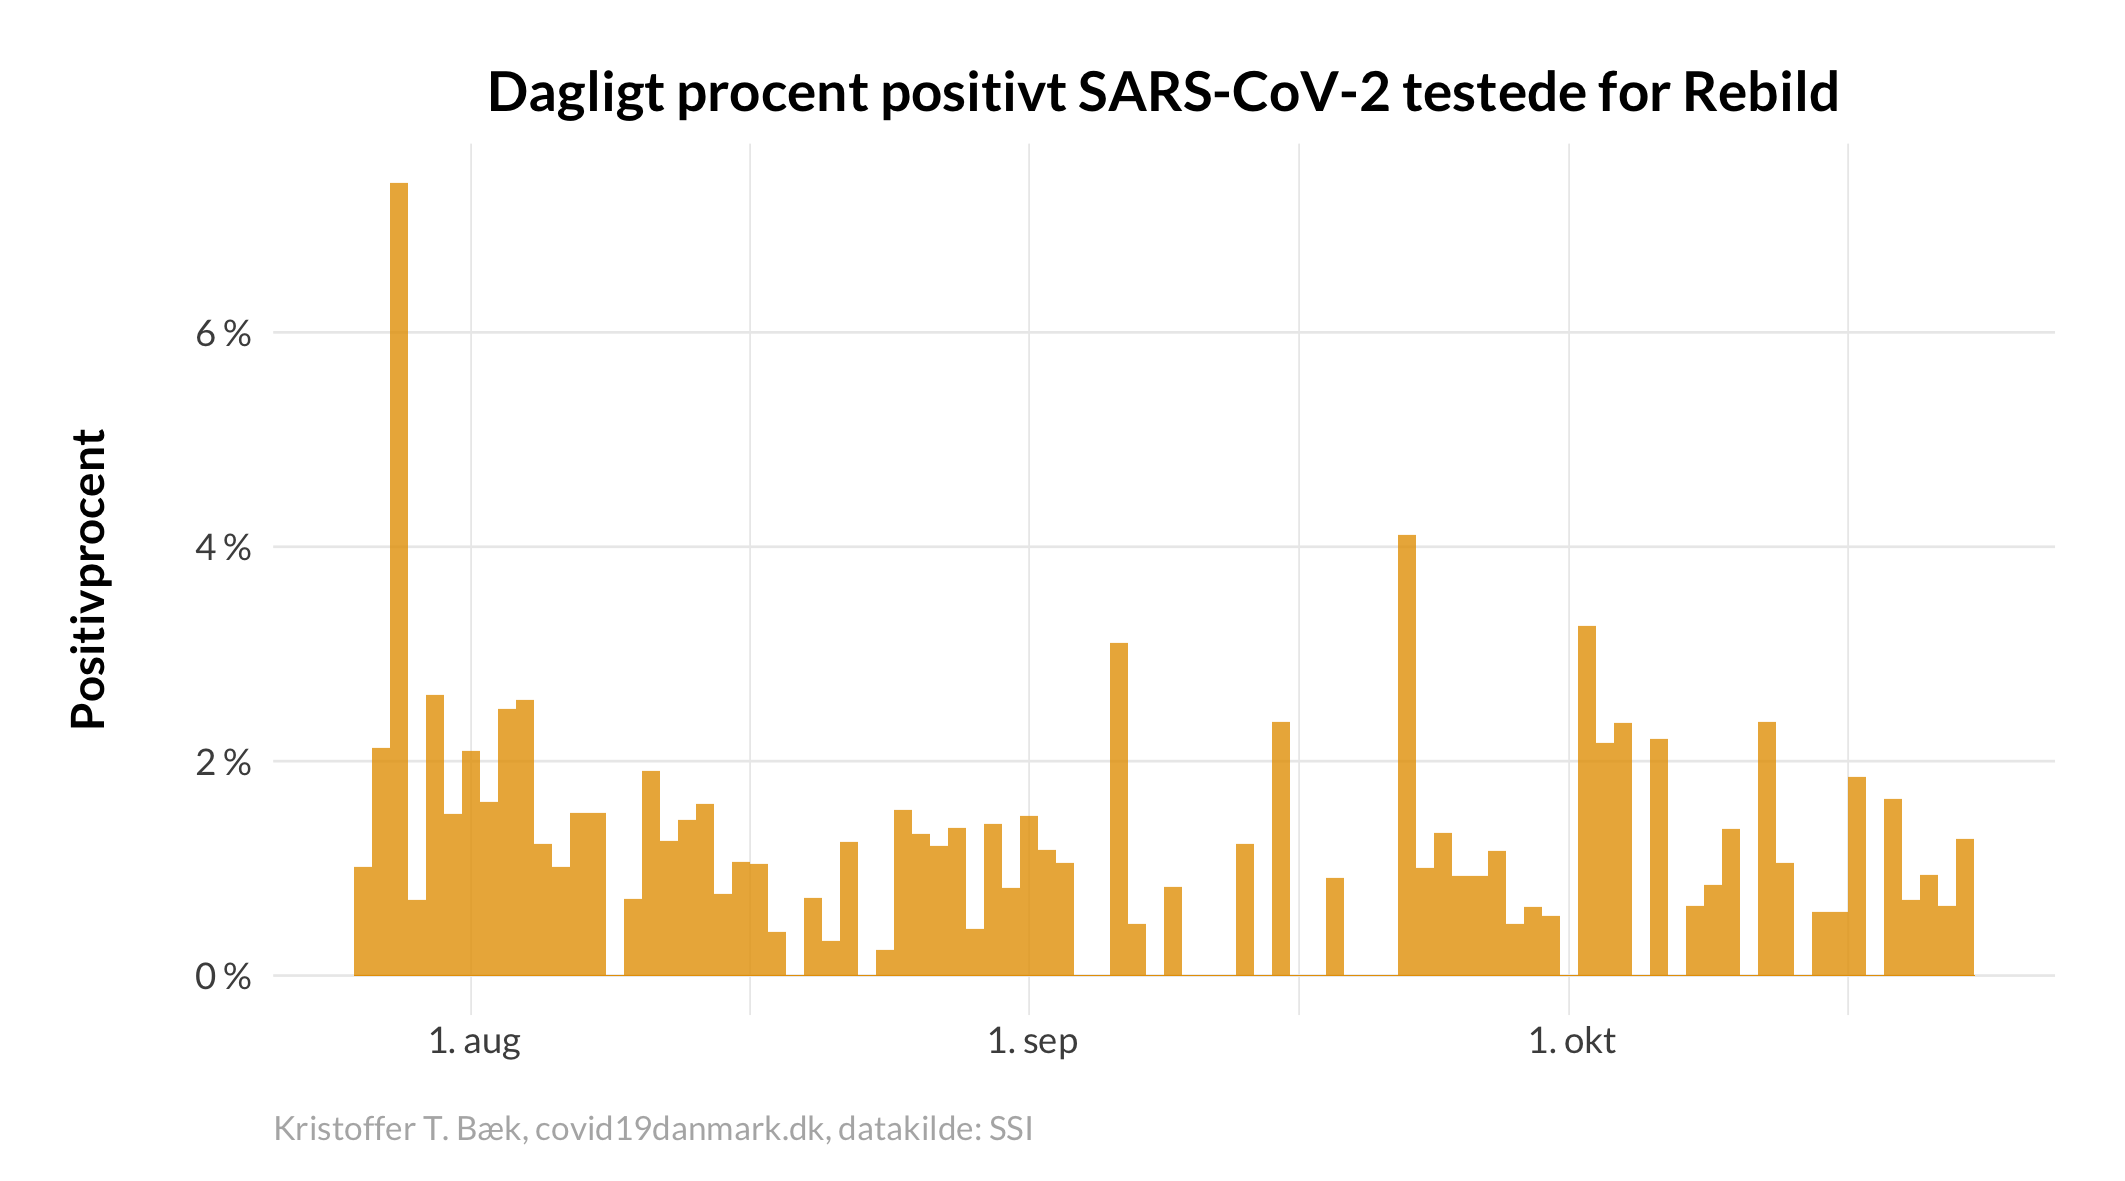 Dagligt procent positivt SARS-CoV-2 testede for Rebild
Positivprocent
6 %
4 %
2 %
0 %
1. aug
1. sep
1. okt
Kristoffer T. Bæk, covid19danmark.dk, datakilde: SSI